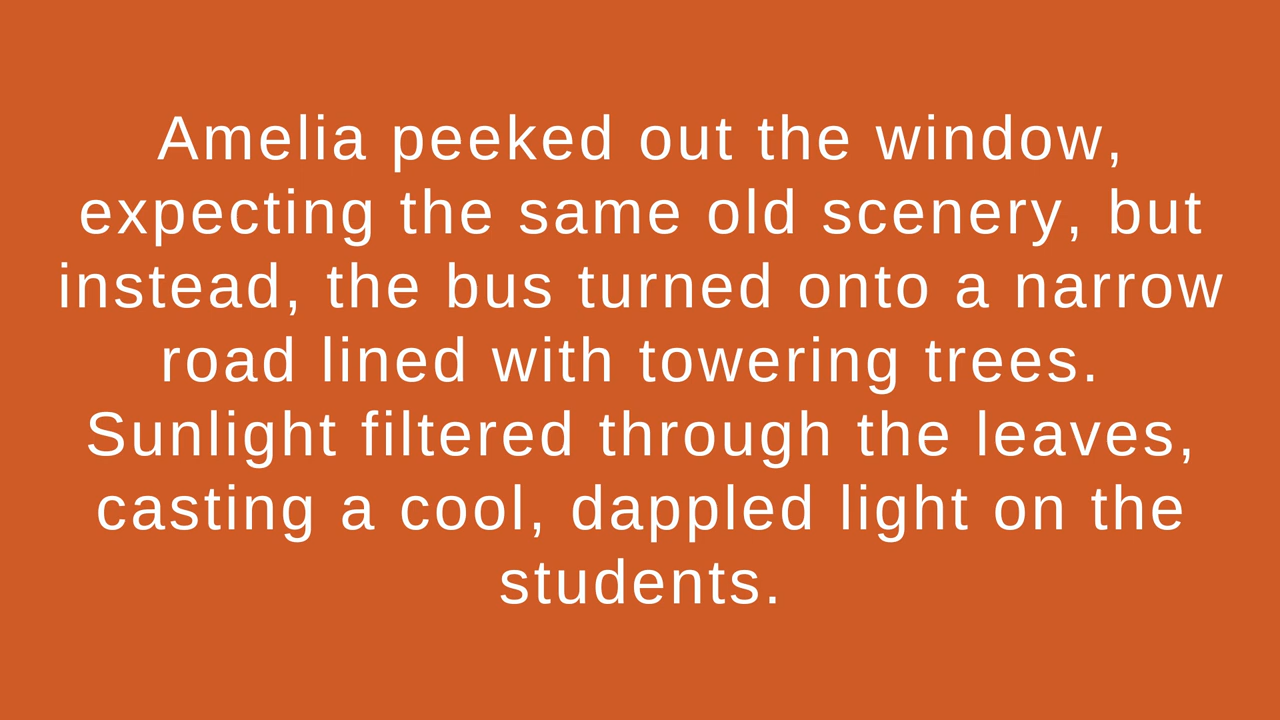 Amelia peeked out the window,
expecting the same old scenery, but
instead, the bus turned onto a narrow
road lined with towering trees.
Sunlight filtered through the leaves,
casting a cool, dappled light on the
students.